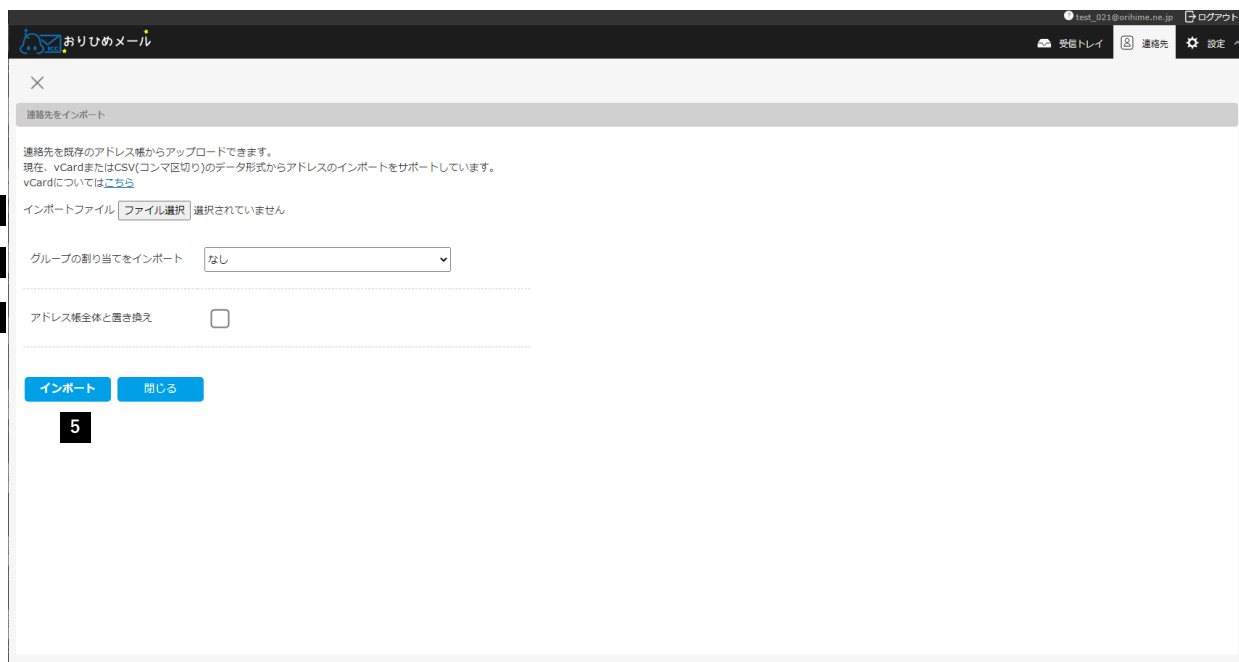 test_021@orihime.ne.jp ログアウト
おりひめメール
受信トレイ 連絡先 設定
連絡先をインポート
連絡先を既存のアドレス帳からアップロードできます。
現在、vCardまたはCSV(コンマ区切り)のデータ形式からアドレスのインポートをサポートしています。
vCardについてはこちら
インポートファイル ファイル選択 選択されていません
グループの割り当てをインポート なし
アドレス帳全体と置き換え
インポート 閉じる
5